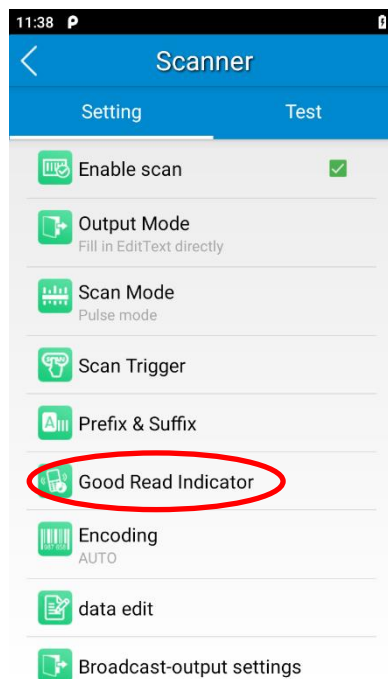 11:38
Scanner
Setting Test
Enable scan
Output Mode
Fill in EditText directly
Scan Mode
Pulse mode
Scan Trigger
Prefix & Suffix
Good Read Indicator
Encoding
AUTO
data edit
Broadcast-output settings